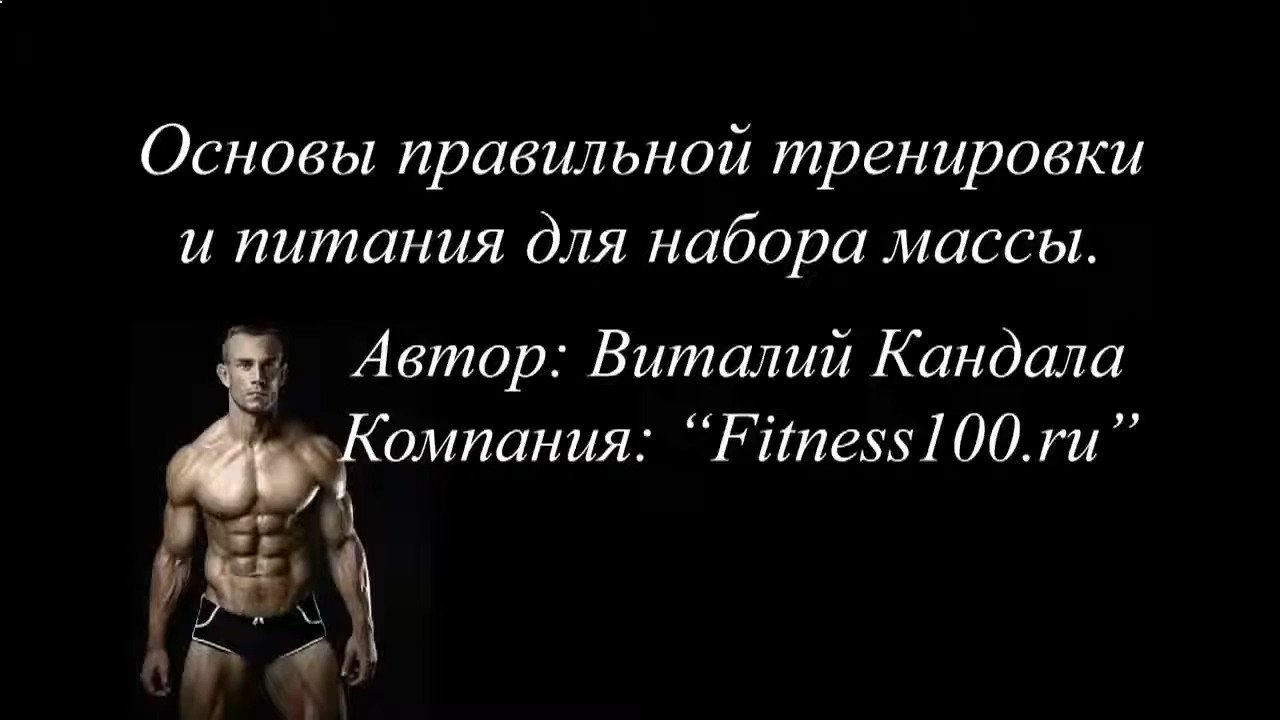 Основы правильной тренировки
и питания для набора массы.
Автор: Виталий Кандала
Компания: “Fitness100.ru”